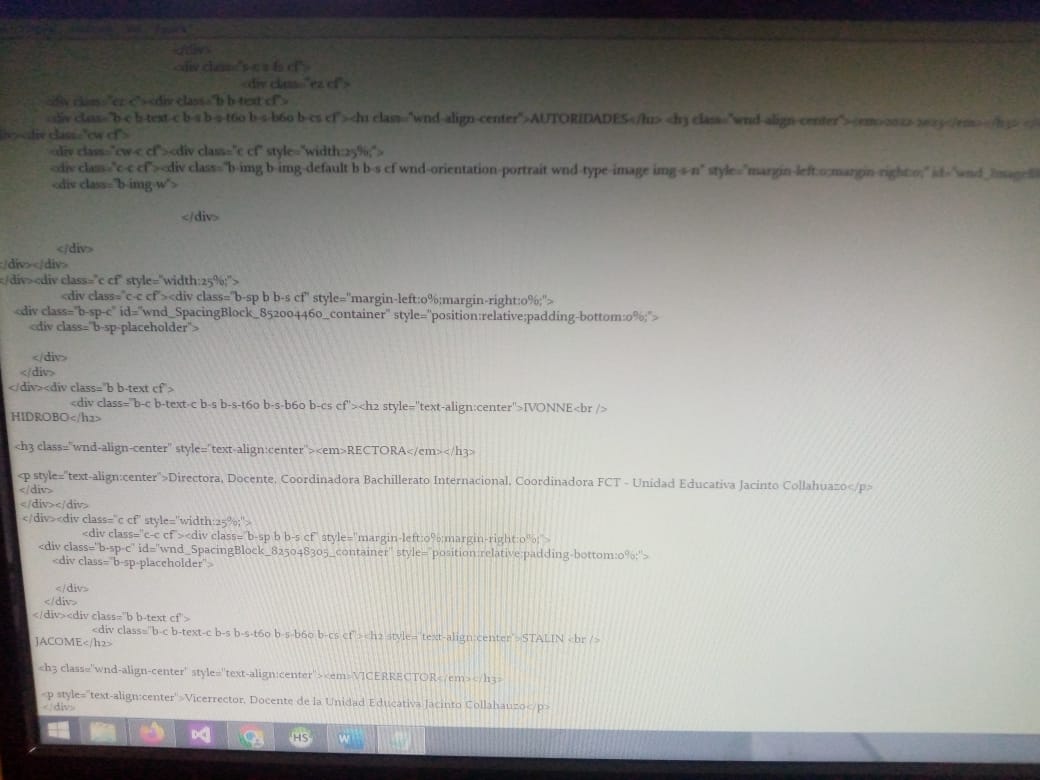 </div>
<div class="s-c s fs cf">
<div class="ez cf">
<div class="ez-c"><div class="b b-text cf">
<div class="b-c b-text-c b-s b-s-t60 b-s-b60 b-cs cf"><h1 class="wnd-align-center">AUTORIDADES</h1> <h3 class="wnd-align-center"><em>2022-2023</em></h3>
<div class="cw cf">
<div class="cw-c cf"><div class="c cf" style="width:25%;">
<div class="c-c cf"><div class="b-img b-img-default b b-s cf wnd-orientation-portrait wnd-type-image img-s-n" style="margin-left:0;margin-right:0;" id="wnd_
<div class="b-img-w">
</div>
</div>
/div></div>
</div><div class="c cf" style="width:25%;">
<div class="c-c cf"><div class="b-sp b b-s cf" style="margin-left:0%;margin-right:0%;">
<div class="b-sp-c" id="wnd_SpacingBlock_852004460_container" style="position:relative;padding-bottom:0%;">
<div class="b-sp-placeholder">
</div>
</div>
</div><div class="b b-text cf">
<div class="b-c b-text-c b-s b-s-t60 b-s-b60 b-cs cf"><h2 style="text-align:center">IVONNE<br />
HIDROBO</h2>
<h3 class="wnd-align-center" style="text-align:center"><em>RECTORA</em></h3>
<p style="text-align:center">Directora, Docente, Coordinadora Bachillerato Internacional, Coordinadora FCT - Unidad Educativa Jacinto Collahuazo</p>
</div>
</div></div>
</div><div class="c cf" style="width:25%;">
<div class="c-c cf"><div class="b-sp b b-s cf" style="margin-left:0%;margin-right:0%;">
<div class="b-sp-c" id="wnd_SpacingBlock_825048305_container" style="position:relative;padding-bottom:0%;">
<div class="b-sp-placeholder">
</div>
</div>
</div><div class="b b-text cf">
<div class="b-c b-text-c b-s b-s-t60 b-s-b60 b-cs cf"><h2 style="text-align:center">STALIN <br />
JACOME</h2>
<h3 class="wnd-align-center" style="text-align:center"><em>VICERRECTOR</em></h3>
<p style="text-align:center">Vicerrector, Docente de la Unidad Educativa Jacinto Collahauzo</p>
</div>
HS W